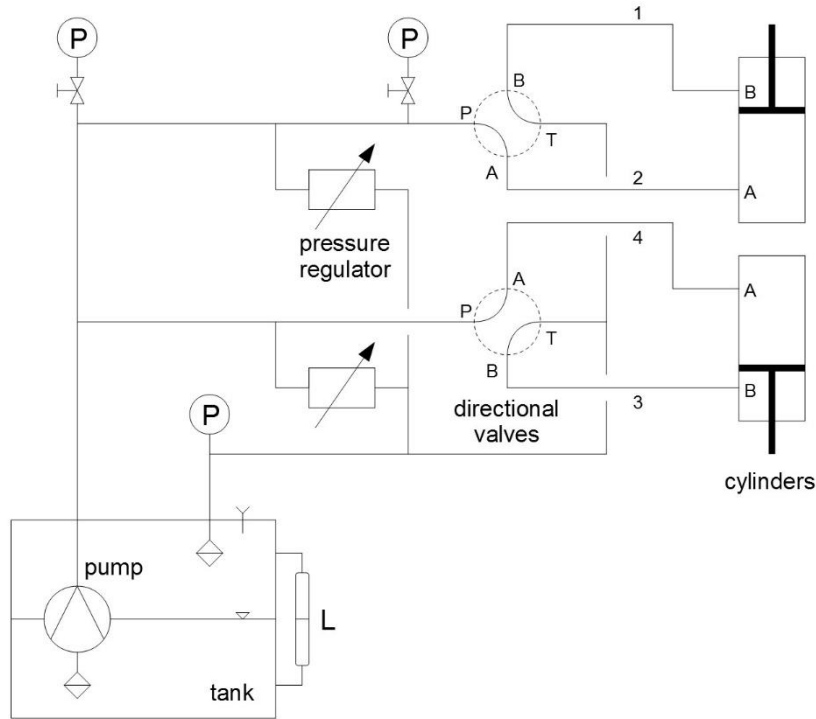 P
P
1
B
B
P
T
A
2
A
pressure
regulator
4
A
A
P
T
B
B
3
directional
valves
P
cylinders
pump
L
tank